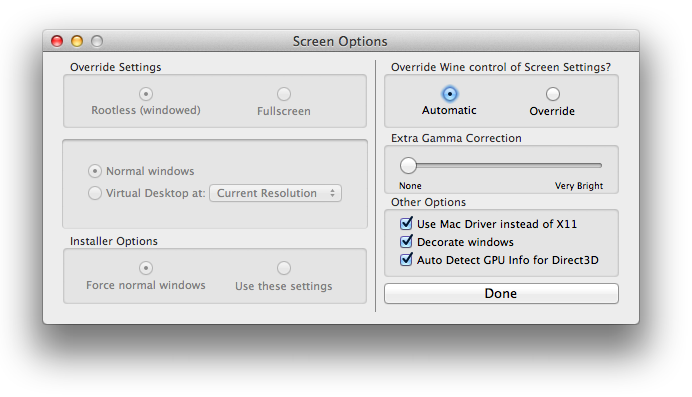 Screen Options
Override Settings
Rootless (windowed)
Fullscreen
Normal windows
Virtual Desktop at:
Current Resolution
Installer Options
Force normal windows
Use these settings
Override Wine control of Screen Settings?
Automatic
Override
Extra Gamma Correction
None
Very Bright
Other Options
Use Mac Driver instead of X11
Decorate windows
Auto Detect GPU Info for Direct3D
Done